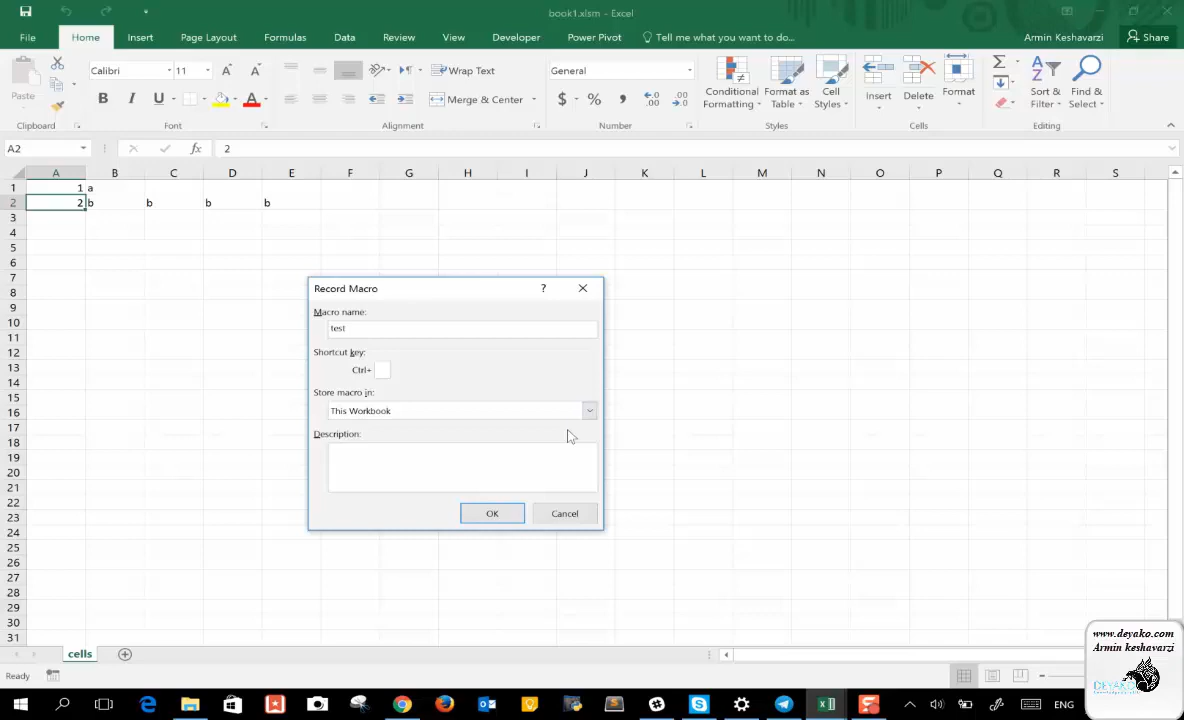 book1.xlsm - Excel
File Home Insert Page Layout Formulas Data Review View Developer Power Pivot Tell me what you want to do... Armin Keshavarzi Share
Paste
Calibri 11
B I U A
Wrap Text
Merge & Center
General
$ % ,
Conditional Formatting
Format as Table
Cell Styles
Insert
Delete
Format
Sort & Filter
Find & Select
Clipboard Font Alignment Number Styles Cells Editing
A2 fx 2
A B C D E F G H I J K L M N O P Q R S
1 1 a
2 2 b b b b
3
4
5
6
7
8
9
10
11
12
13
14
15
16
17
18
19
20
21
22
23
24
25
26
27
28
29
30
31
Record Macro ?
Macro name:
test
Shortcut key:
Ctrl+
Store macro in:
This Workbook
Description:
OK Cancel
cells
Ready
ENG
www.deyako.com
Armin keshavarzi
DEYAKO